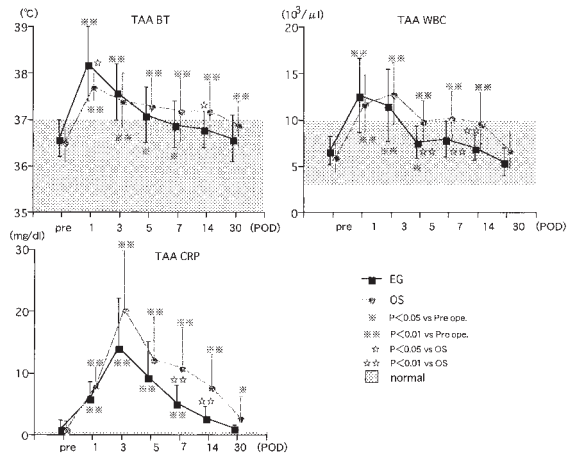 (℃) TAA BT
39
38
37
36
35
※※ ※※ ☆ ※※ ※※ ☆ ※※ ※※
※※ ※※ ※ ※
pre 1 3 5 7 14 30 (POD)
(10³/μl) TAA WBC
20
15
10
5
0
※※ ※※ ※※ ※※
※※ ※※ ☆☆ ※ ☆☆ ☆☆
pre 1 3 5 7 14 30 (POD)
(mg/dl) TAA CRP
30
20
10
0
※※ ※※ ※※ ※※ ※※ ※
※※ ※※ ※※ ☆☆ ※※ ☆☆
pre 1 3 5 7 14 30 (POD)
EG
OS
※ P<0.05 vs Pre ope.
※※ P<0.01 vs Pre ope.
☆ P<0.05 vs OS
☆☆ P<0.01 vs OS
normal